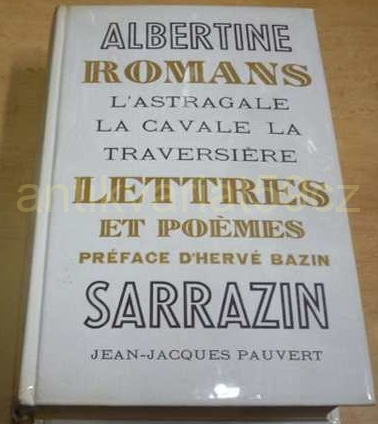 ALBERTINE
ROMANS
L'ASTRAGALE
LA CAVALE LA
TRAVERSIÈRE
LETTRES
ET POÈMES
PRÉFACE D'HERVÉ BAZIN
SARRAZIN
JEAN-JACQUES PAUVERT